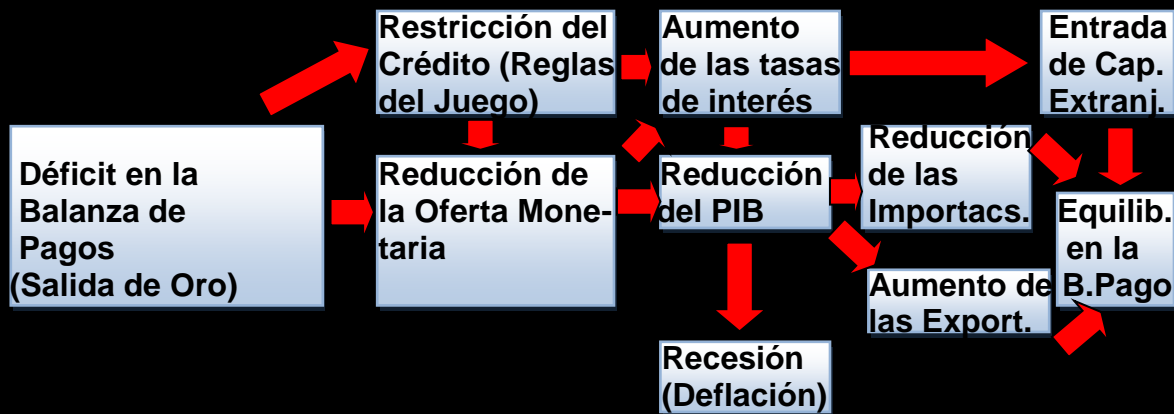 Restricción del
Crédito (Reglas
del Juego)
Aumento
de las tasas
de interés
Entrada
de Cap.
Extranj.
Déficit en la
Balanza de
Pagos
(Salida de Oro)
Reducción de
la Oferta Mone-
taria
Reducción
del PIB
Reducción
de las
Importacs.
Equilib.
en la
B.Pago
Aumento de
las Export.
Recesión
(Deflación)